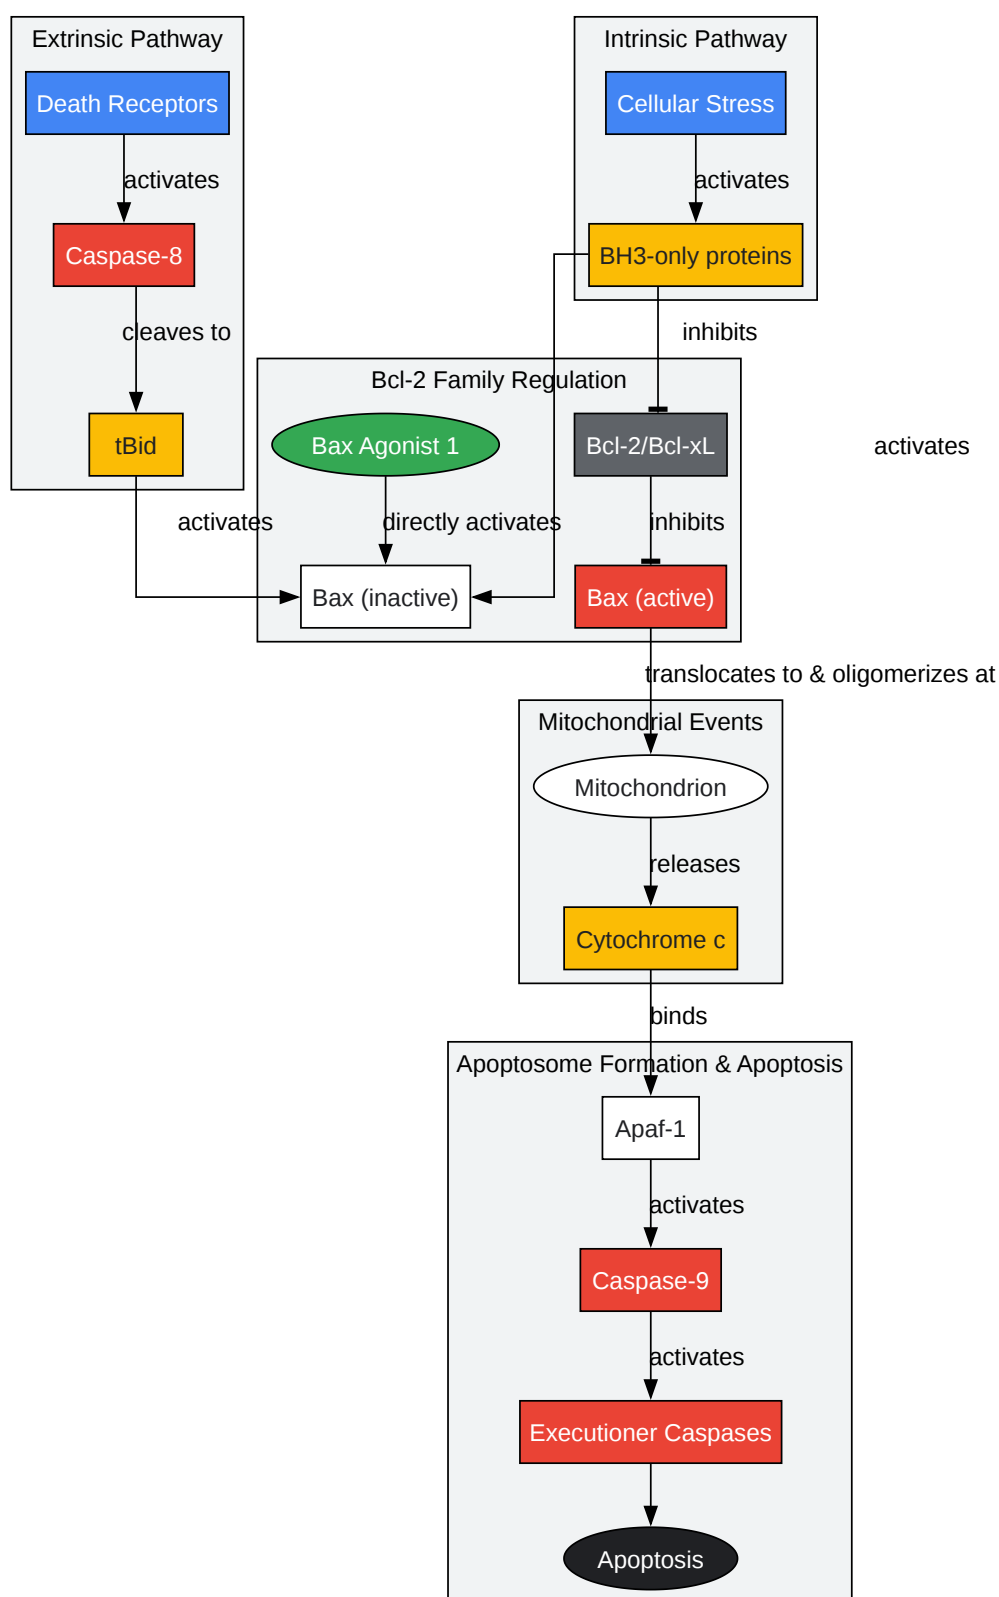 Extrinsic Pathway
Intrinsic Pathway
Death Receptors
Cellular Stress
activates
activates
Caspase-8
BH3-only proteins
cleaves to
inhibits
Bcl-2 Family Regulation
tBid
Bax Agonist 1
Bcl-2/Bcl-xL
activates
activates
directly activates
inhibits
Bax (inactive)
Bax (active)
translocates to & oligomerizes at
Mitochondrial Events
Mitochondrion
releases
Cytochrome c
binds
Apoptosome Formation & Apoptosis
Apaf-1
activates
Caspase-9
activates
Executioner Caspases
Apoptosis